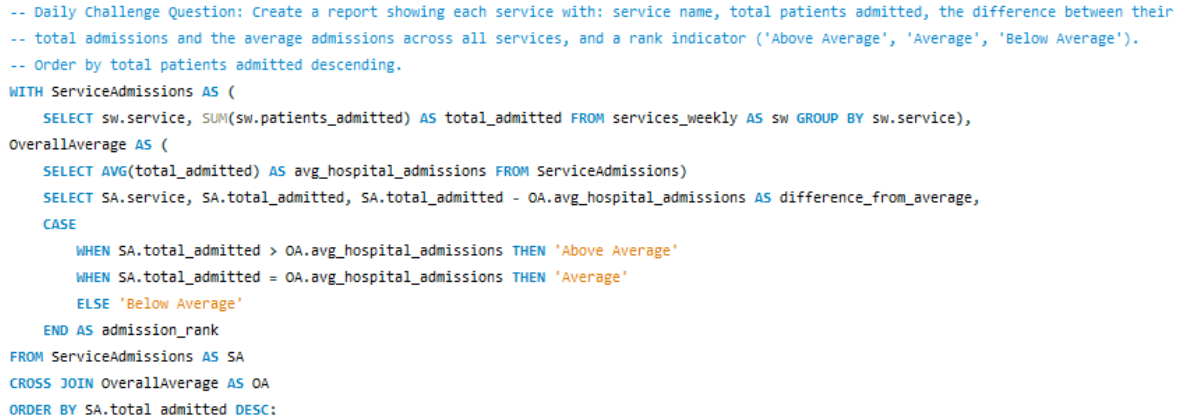 -- Daily Challenge Question: Create a report showing each service with: service name, total patients admitted, the difference between their
-- total admissions and the average admissions across all services, and a rank indicator ('Above Average', 'Average', 'Below Average').
-- Order by total patients admitted descending.
WITH ServiceAdmissions AS (
    SELECT sw.service, SUM(sw.patients_admitted) AS total_admitted FROM services_weekly AS sw GROUP BY sw.service),
OverallAverage AS (
    SELECT AVG(total_admitted) AS avg_hospital_admissions FROM ServiceAdmissions)
    SELECT SA.service, SA.total_admitted, SA.total_admitted - OA.avg_hospital_admissions AS difference_from_average,
    CASE
        WHEN SA.total_admitted > OA.avg_hospital_admissions THEN 'Above Average'
        WHEN SA.total_admitted = OA.avg_hospital_admissions THEN 'Average'
        ELSE 'Below Average'
    END AS admission_rank
FROM ServiceAdmissions AS SA
CROSS JOIN OverallAverage AS OA
ORDER BY SA.total_admitted DESC;